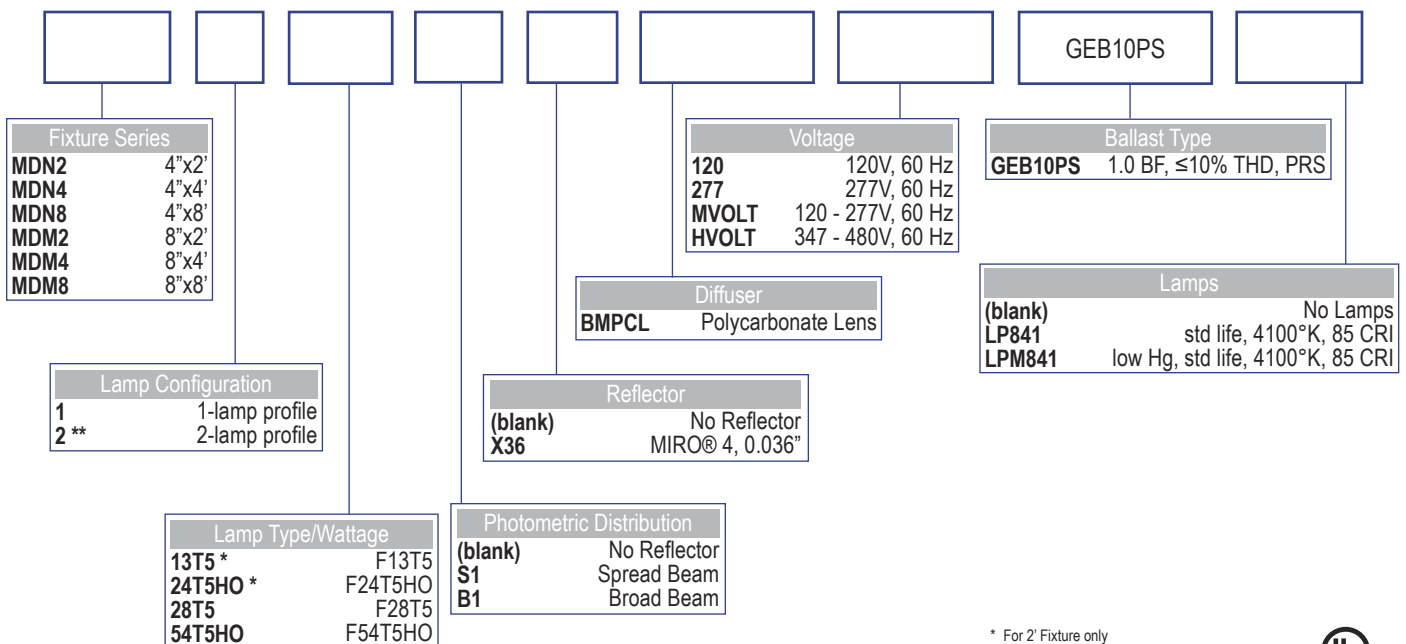 GEB10PS
Fixture Series
MDN2 4”x2’
MDN4 4”x4’
MDN8 4”x8’
MDM2 8”x2’
MDM4 8”x4’
MDM8 8”x8’
Voltage
120 120V, 60 Hz
277 277V, 60 Hz
MVOLT 120 - 277V, 60 Hz
HVOLT 347 - 480V, 60 Hz
Ballast Type
GEB10PS 1.0 BF, ≤10% THD, PRS
Diffuser
BMPCL Polycarbonate Lens
Lamps
(blank) No Lamps
LP841 std life, 4100°K, 85 CRI
LPM841 low Hg, std life, 4100°K, 85 CRI
Lamp Configuration
1 1-lamp profile
2 ** 2-lamp profile
Reflector
(blank) No Reflector
X36 MIRO® 4, 0.036”
Lamp Type/Wattage
13T5 * F13T5
24T5HO * F24T5HO
28T5 F28T5
54T5HO F54T5HO
Photometric Distribution
(blank) No Reflector
S1 Spread Beam
B1 Broad Beam
* For 2' Fixture only
UL